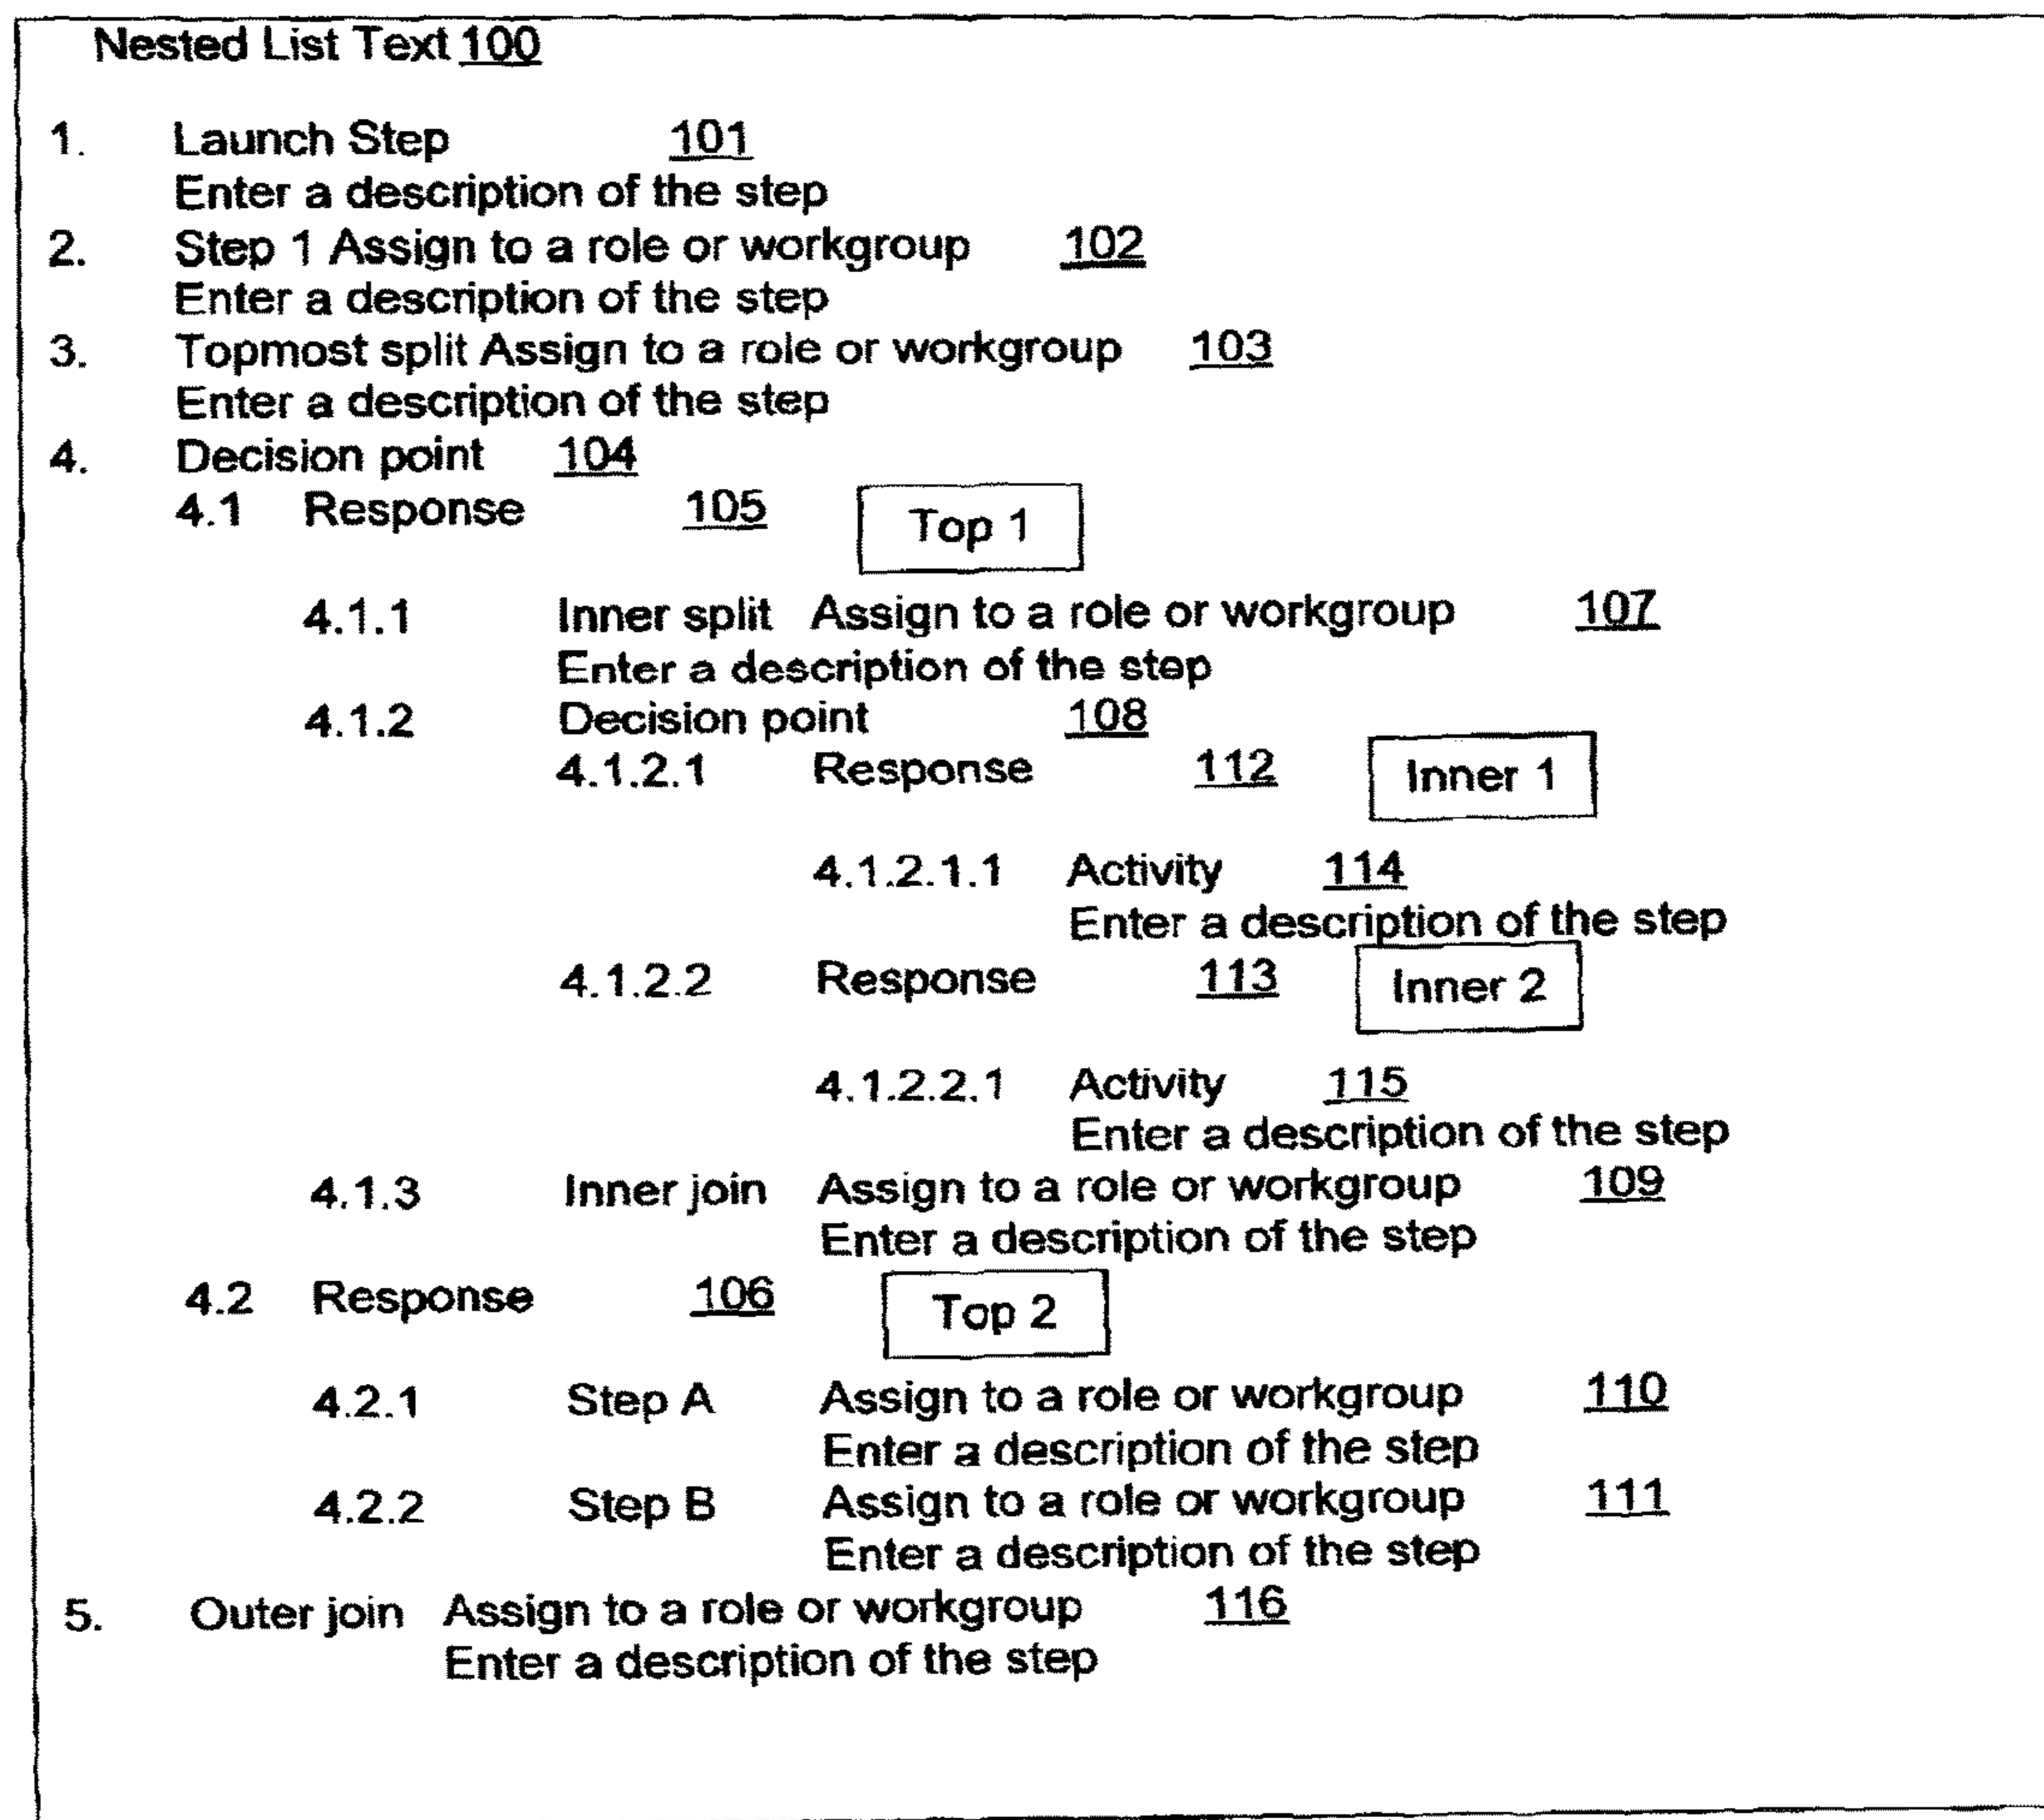 Nested List Text 100
1. Launch Step 101
Enter a description of the step
2. Step 1 Assign to a role or workgroup 102
Enter a description of the step
3. Topmost split Assign to a role or workgroup 103
Enter a description of the step
4. Decision point 104
4.1 Response 105 Top 1
4.1.1 Inner split Assign to a role or workgroup 107
Enter a description of the step
4.1.2 Decision point 108
4.1.2.1 Response 112 Inner 1
4.1.2.1.1 Activity 114
Enter a description of the step
4.1.2.2 Response 113 Inner 2
4.1.2.2.1 Activity 115
Enter a description of the step
4.1.3 Inner join Assign to a role or workgroup 109
Enter a description of the step
4.2 Response 106 Top 2
4.2.1 Step A Assign to a role or workgroup 110
Enter a description of the step
4.2.2 Step B Assign to a role or workgroup 111
Enter a description of the step
5. Outer join Assign to a role or workgroup 116
Enter a description of the step